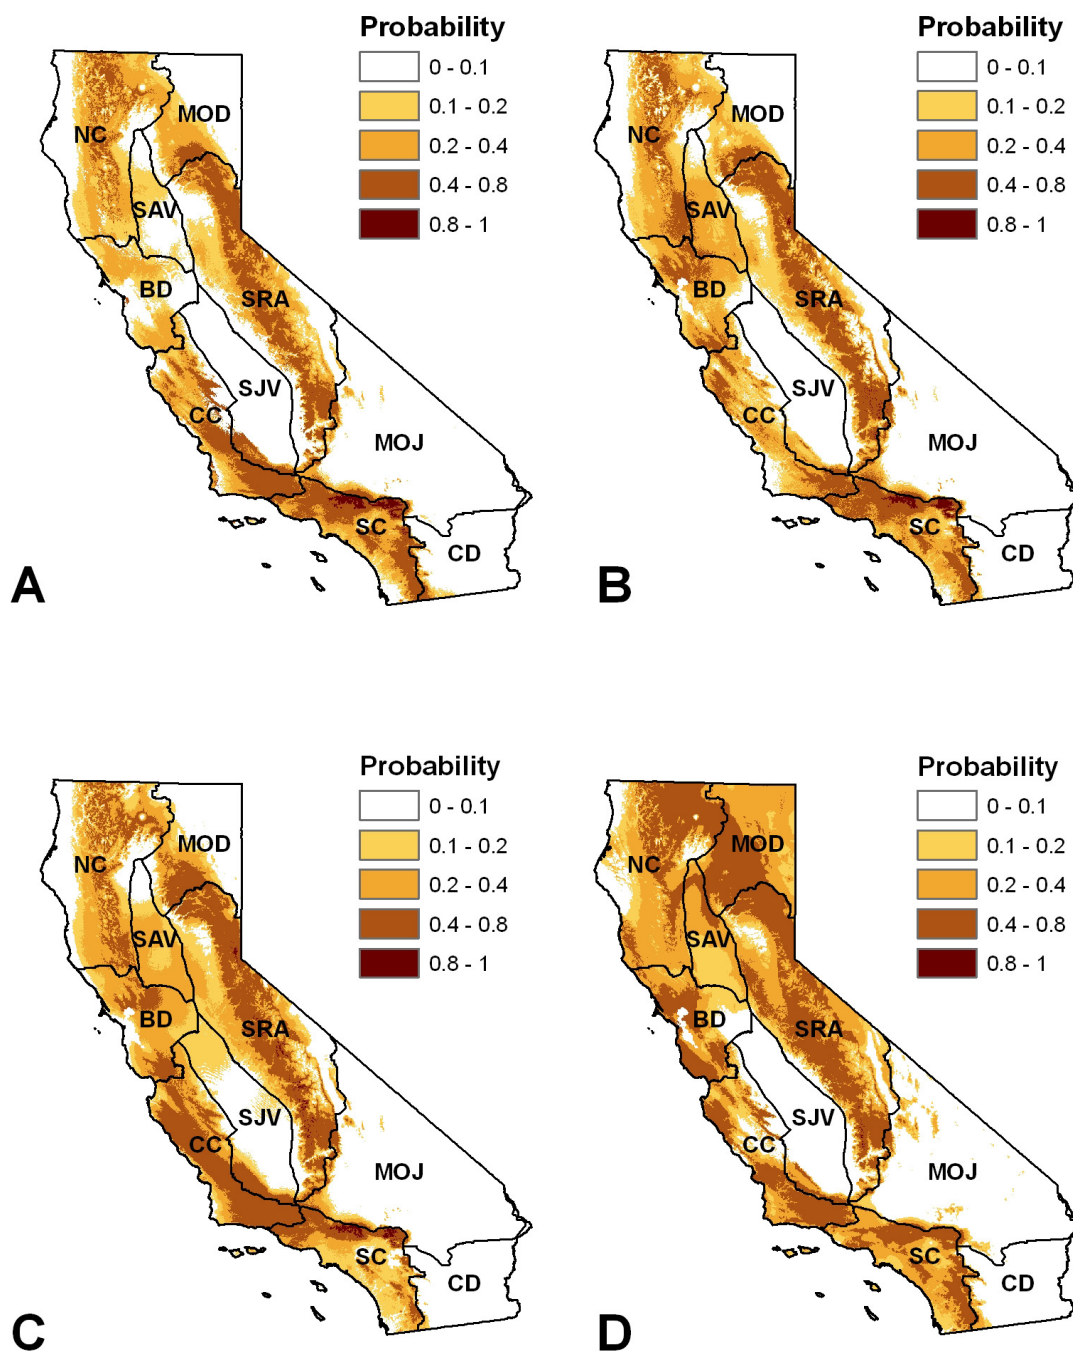 Probability
0 - 0.1
0.1 - 0.2
0.2 - 0.4
0.4 - 0.8
0.8 - 1
MOD
NC
SAV
BD
SRA
SJV
CC
MOJ
SC
CD
A
Probability
0 - 0.1
0.1 - 0.2
0.2 - 0.4
0.4 - 0.8
0.8 - 1
MOD
NC
SAV
BD
SRA
SJV
CC
MOJ
SC
CD
B
Probability
0 - 0.1
0.1 - 0.2
0.2 - 0.4
0.4 - 0.8
0.8 - 1
MOD
NC
SAV
BD
SRA
SJV
CC
MOJ
SC
CD
C
Probability
0 - 0.1
0.1 - 0.2
0.2 - 0.4
0.4 - 0.8
0.8 - 1
MOD
NC
SAV
BD
SRA
SJV
CC
MOJ
SC
CD
D